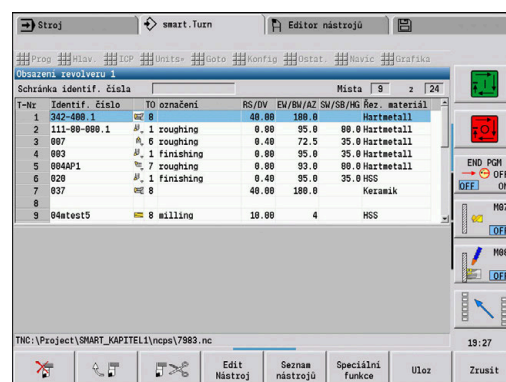 Stroj
smart.Turn
Editor nástrojů
Prog Hlav. ICP Units» Goto Konfig Ostat. Navic Grafika
Obsazení revolveru 1
Schránka identif. čísla Mista 9 z 24
T-Nr Identif. číslo TO označení RS/DV EW/BW/AZ SW/SB/HG Řez. materiál
1 342-400.1 8 40.00 180.0 Hartmetall
2 111-80-080.1 1 roughing 0.80 95.0 80.0 Hartmetall
3 007 6 roughing 0.40 72.5 35.0 Hartmetall
4 003 1 finishing 0.80 95.0 35.0 Hartmetall
5 004AP1 7 roughing 0.80 93.0 80.0 Hartmetall
6 020 1 finishing 0.40 95.0 35.0 HSS
7 037 8 40.00 180.0 Keramik
8
9 04mtest5 8 milling 10.00 4 HSS
TNC:\Project\SMART_KAPITEL1\ncps\7983.nc
Edit Nástroj
Seznam nástrojů
Speciální funkce
Uloz
Zrusit
END PGM
OFF
OFF ON
M07
OFF
M08
OFF
19:27